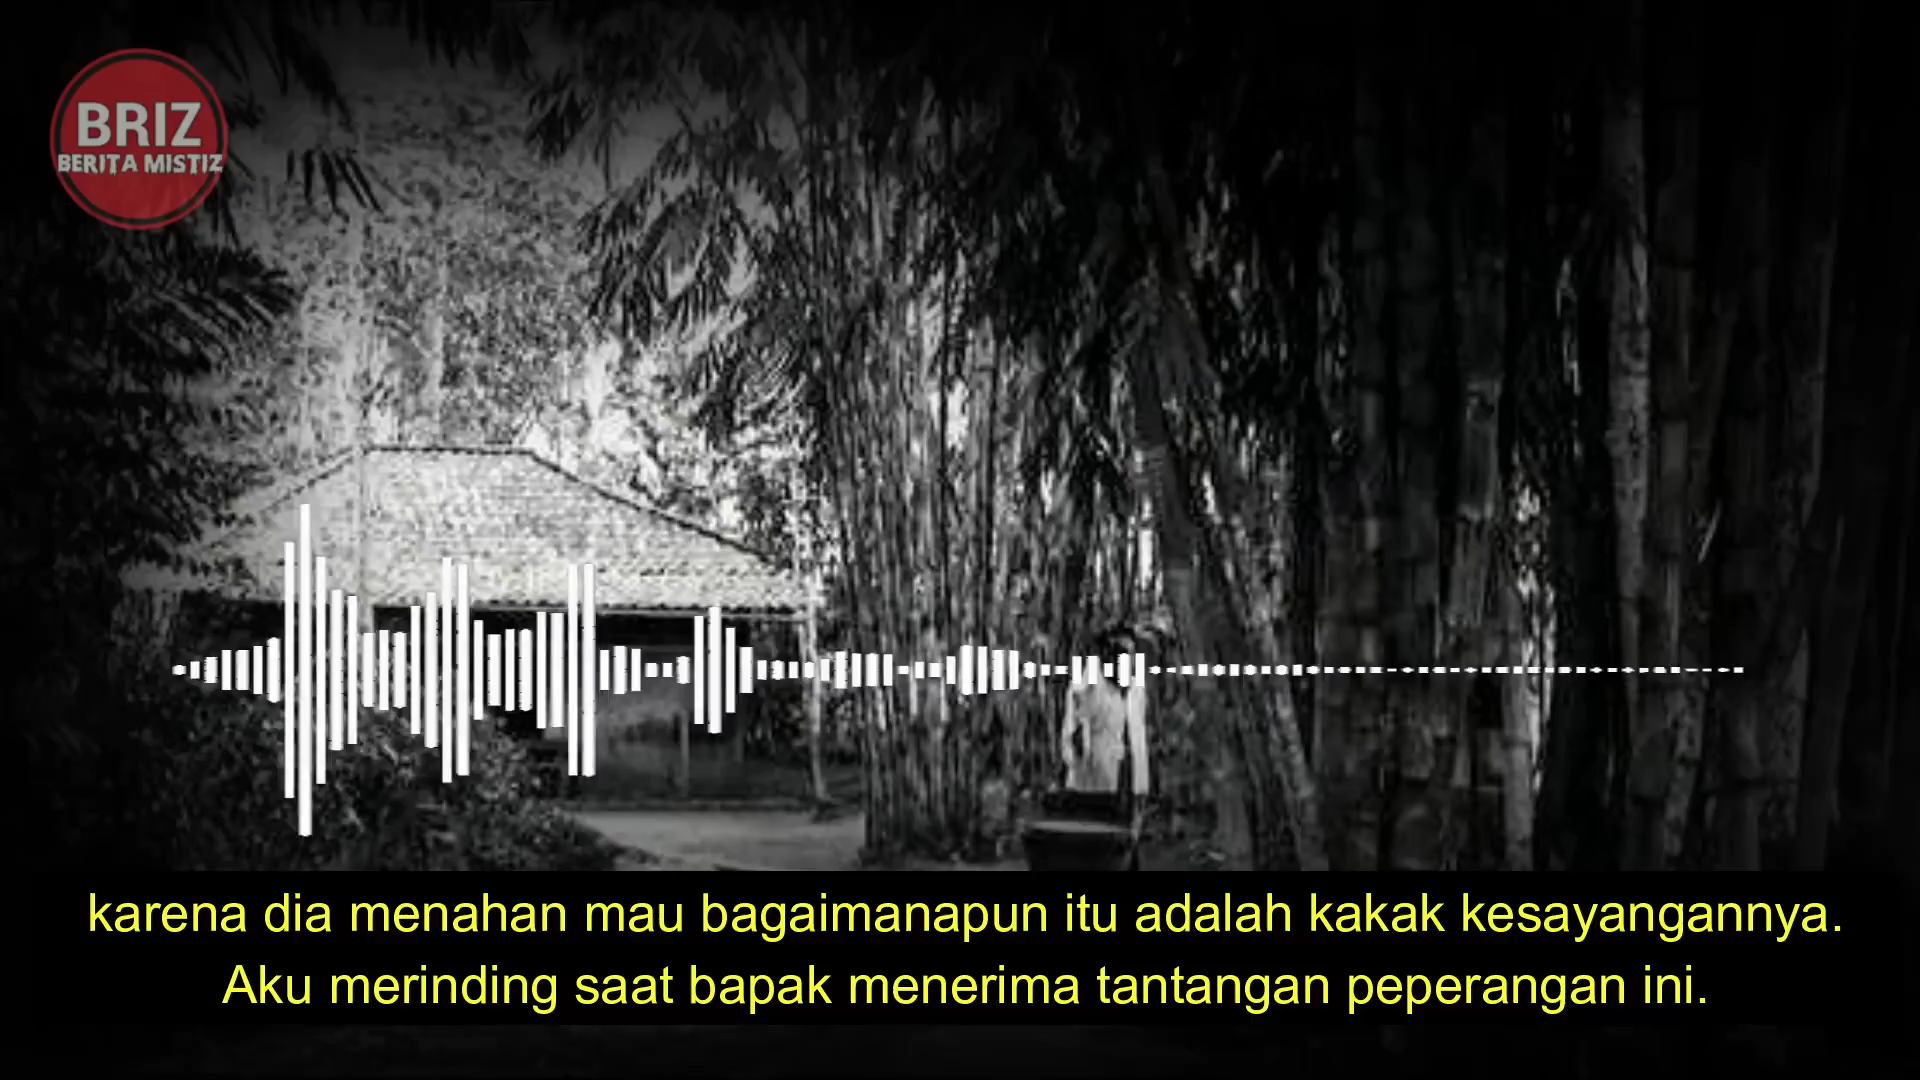 BRIZ
BERITA MISTIZ
karena dia menahan mau bagaimanapun itu adalah kakak kesayangannya.
Aku merinding saat bapak menerima tantangan peperangan ini.